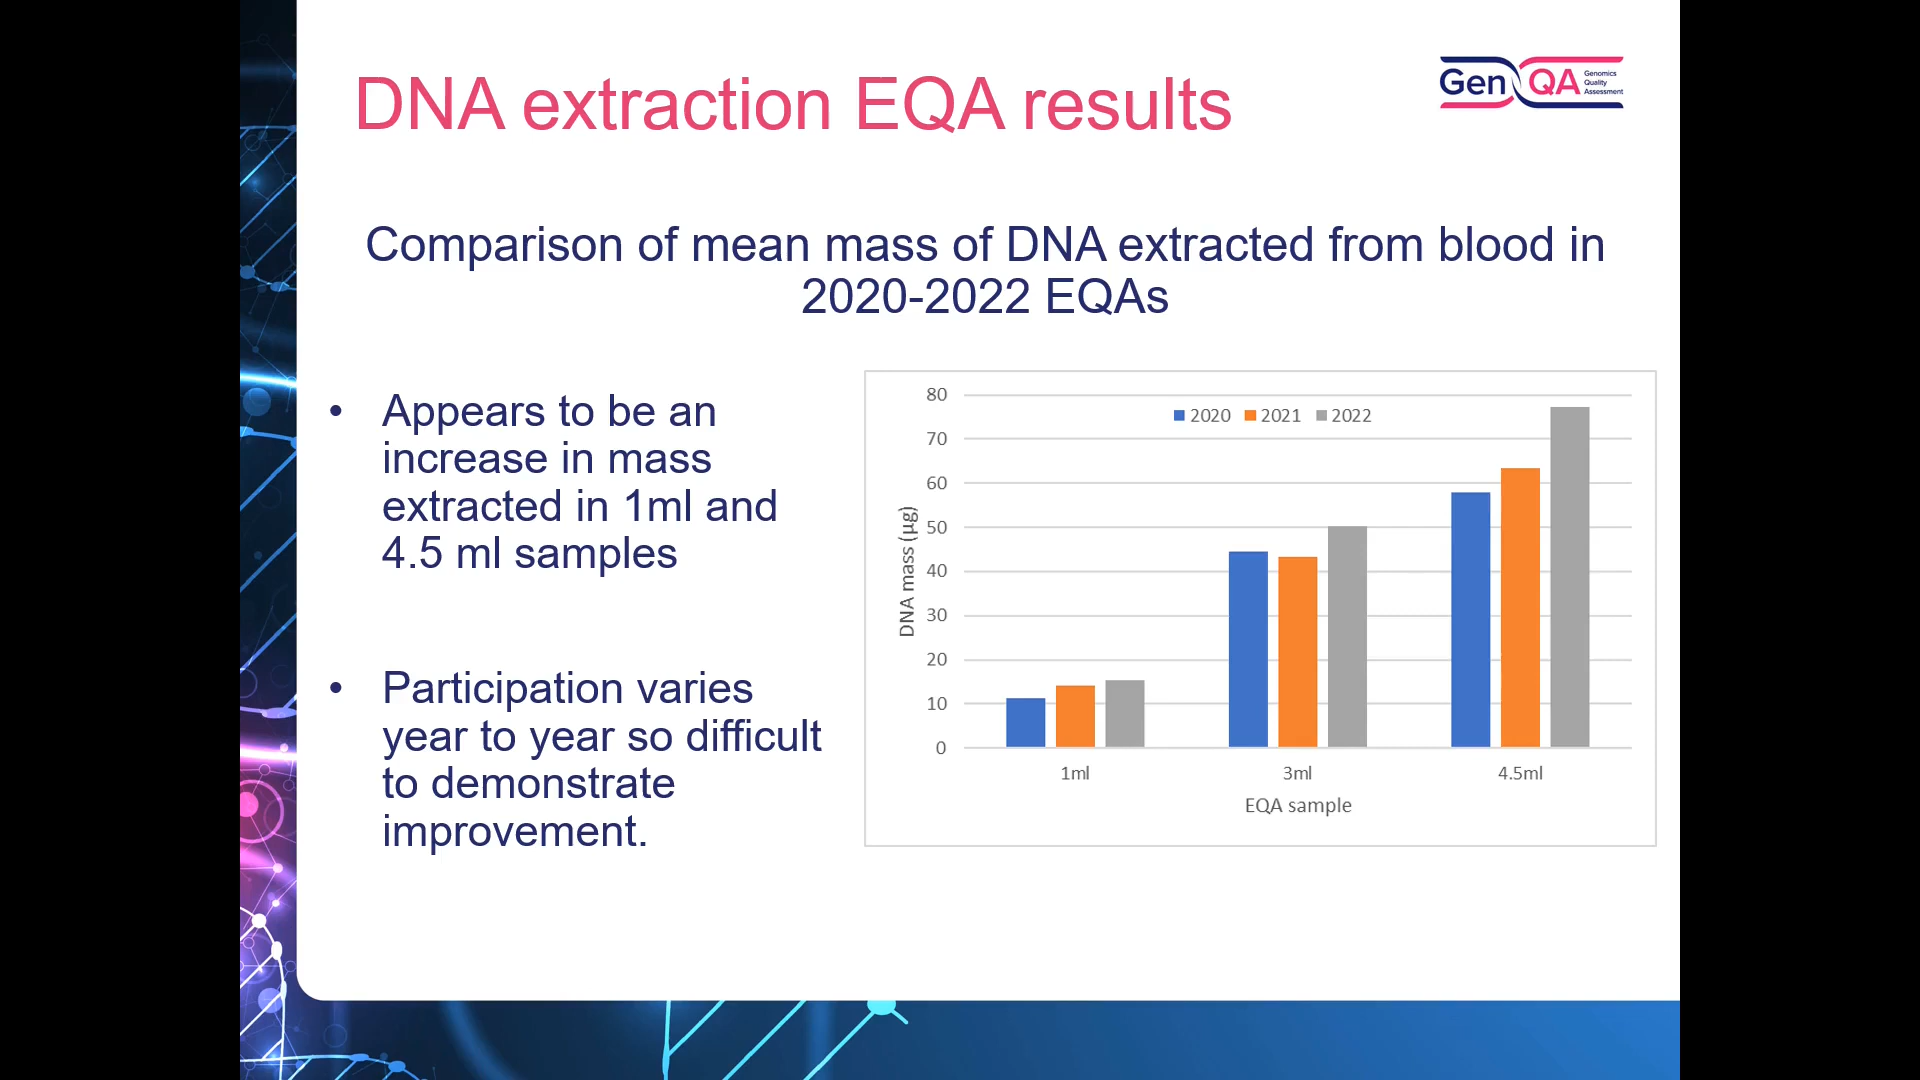 DNA extraction EQA results
Gen QA Genomics
Quality
Assessment
Comparison of mean mass of DNA extracted from blood in
2020-2022 EQAs
• Appears to be an
increase in mass
extracted in 1ml and
4.5 ml samples
• Participation varies
year to year so difficult
to demonstrate
improvement.
2020 2021 2022
80
70
60
50
40
30
20
10
0
DNA mass (µg)
1ml 3ml 4.5ml
EQA sample